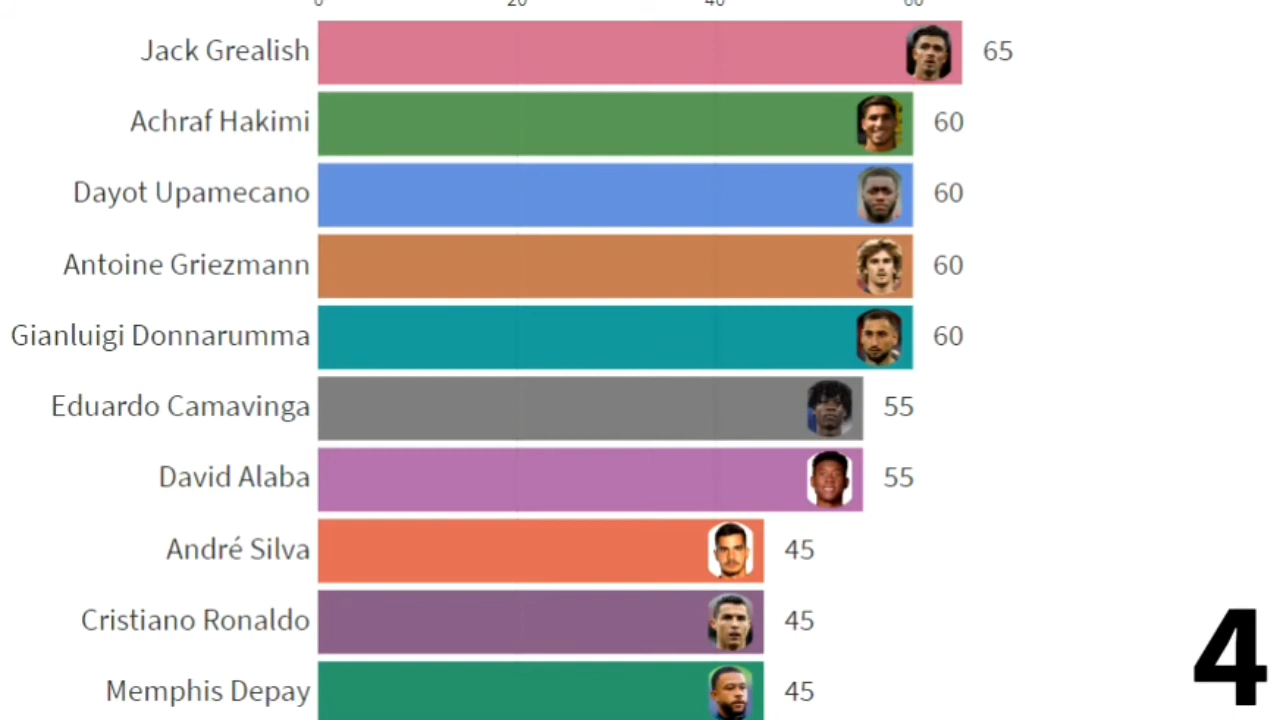 0 20 40 60
Jack Grealish 65
Achraf Hakimi 60
Dayot Upamecano 60
Antoine Griezmann 60
Gianluigi Donnarumma 60
Eduardo Camavinga 55
David Alaba 55
André Silva 45
Cristiano Ronaldo 45
Memphis Depay 45
4